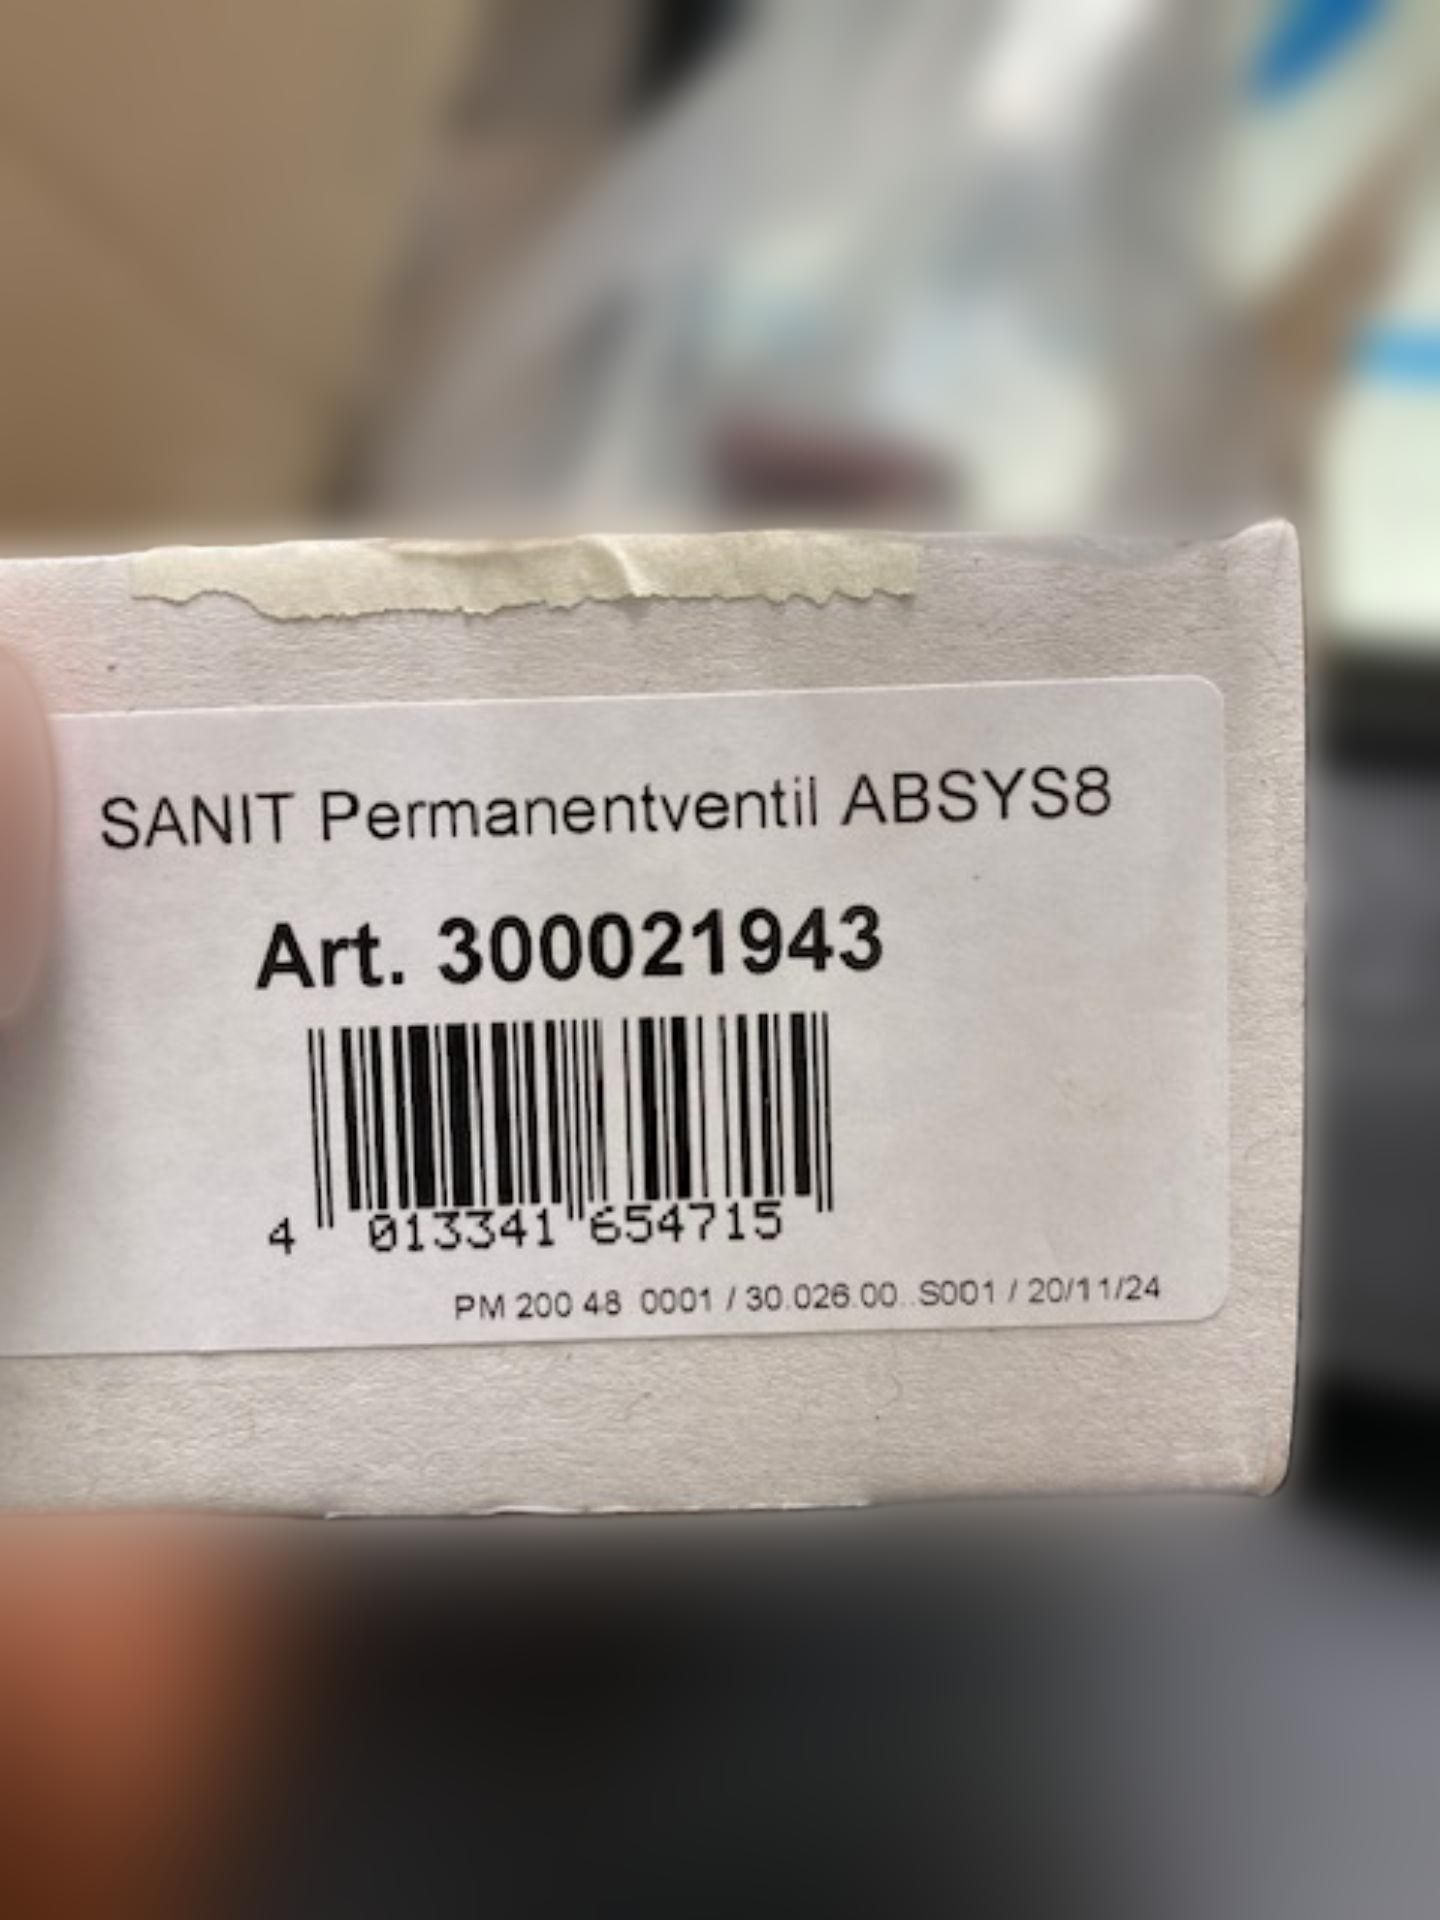 SANIT Permanentventil ABSYS8
Art. 300021943
4 013341 654715
PM 200 48 0001 / 30.026.00..S001 / 20/11/24